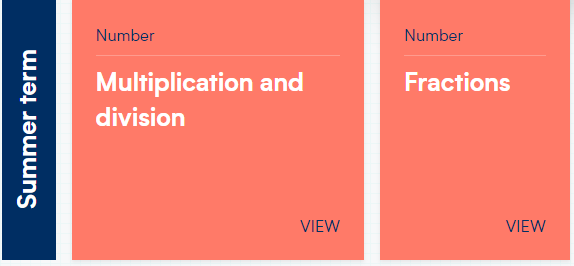 Summer term
Number
Multiplication and
division
VIEW
Number
Fractions
VIEW